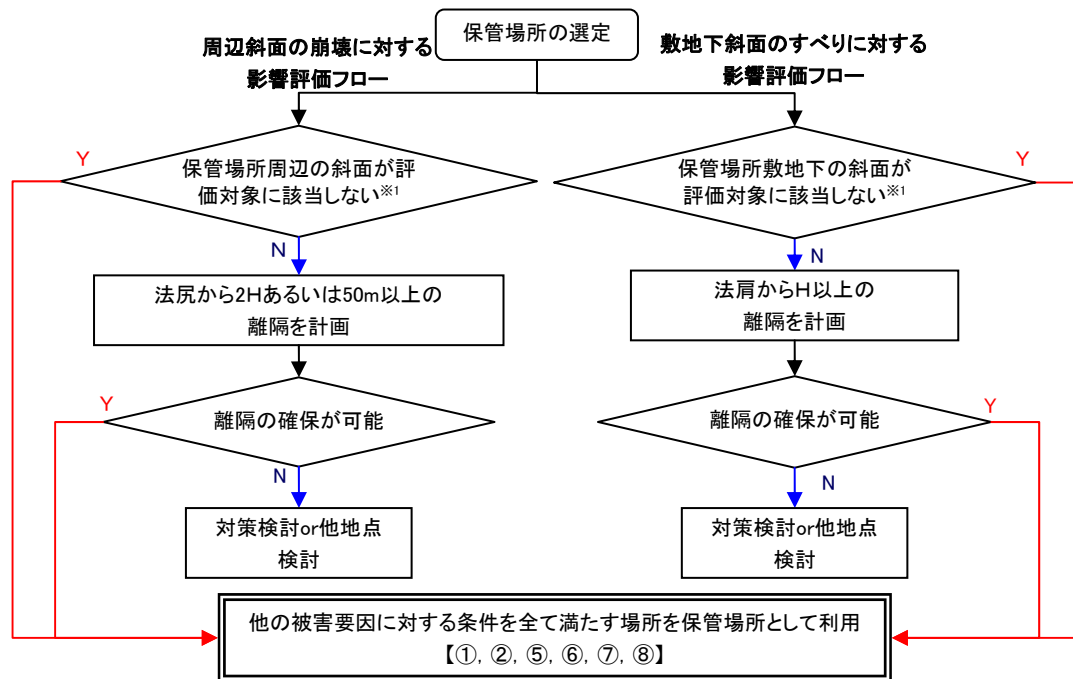 保管場所の選定
周辺斜面の崩壊に対する
影響評価フロー
敷地下斜面のすべりに対する
影響評価フロー
Y
保管場所周辺の斜面が評
価対象に該当しない※1
N
法尻から2Hあるいは50m以上の
離隔を計画
Y
離隔の確保が可能
N
対策検討or他地点
検討
Y
保管場所敷地下の斜面が
評価対象に該当しない※1
N
法肩からH以上の
離隔を計画
Y
離隔の確保が可能
N
対策検討or他地点
検討
他の被害要因に対する条件を全て満たす場所を保管場所として利用
【①, ②, ⑤, ⑥, ⑦, ⑧】